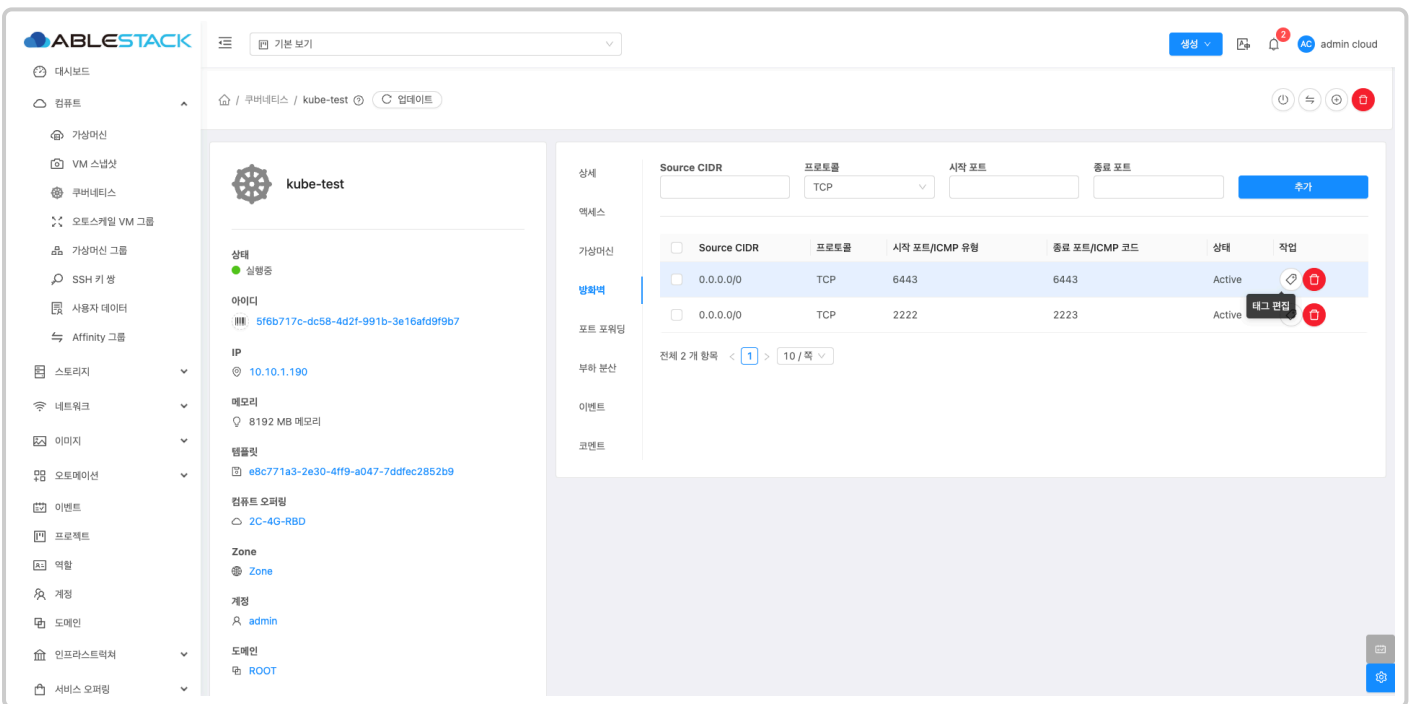 ABLESTACK
기본 보기
생성
2
AC
admin cloud
대시보드
컴퓨트
가상머신
VM 스냅샷
쿠버네티스
오토스케일 VM 그룹
가상머신 그룹
SSH 키 쌍
사용자 데이터
Affinity 그룹
스토리지
네트워크
이미지
오토메이션
이벤트
프로젝트
역할
계정
도메인
인프라스트럭쳐
서비스 오퍼링
/ 쿠버네티스 / kube-test
업데이트
kube-test
상태
실행중
아이디
5f6b717c-dc58-4d2f-991b-3e16afd9f9b7
IP
10.10.1.190
메모리
8192 MB 메모리
템플릿
e8c771a3-2e30-4ff9-a047-7ddfec2852b9
컴퓨트 오퍼링
2C-4G-RBD
Zone
Zone
계정
admin
도메인
ROOT
상세
액세스
가상머신
방화벽
포트 포워딩
부하 분산
이벤트
코멘트
Source CIDR 프로토콜 시작 포트 종료 포트
TCP
추가
Source CIDR 프로토콜 시작 포트/ICMP 유형 종료 포트/ICMP 코드 상태 작업
0.0.0.0/0 TCP 6443 6443 Active
태그 편집
0.0.0.0/0 TCP 2222 2223 Active
전체 2 개 항목 < 1 > 10 / 쪽